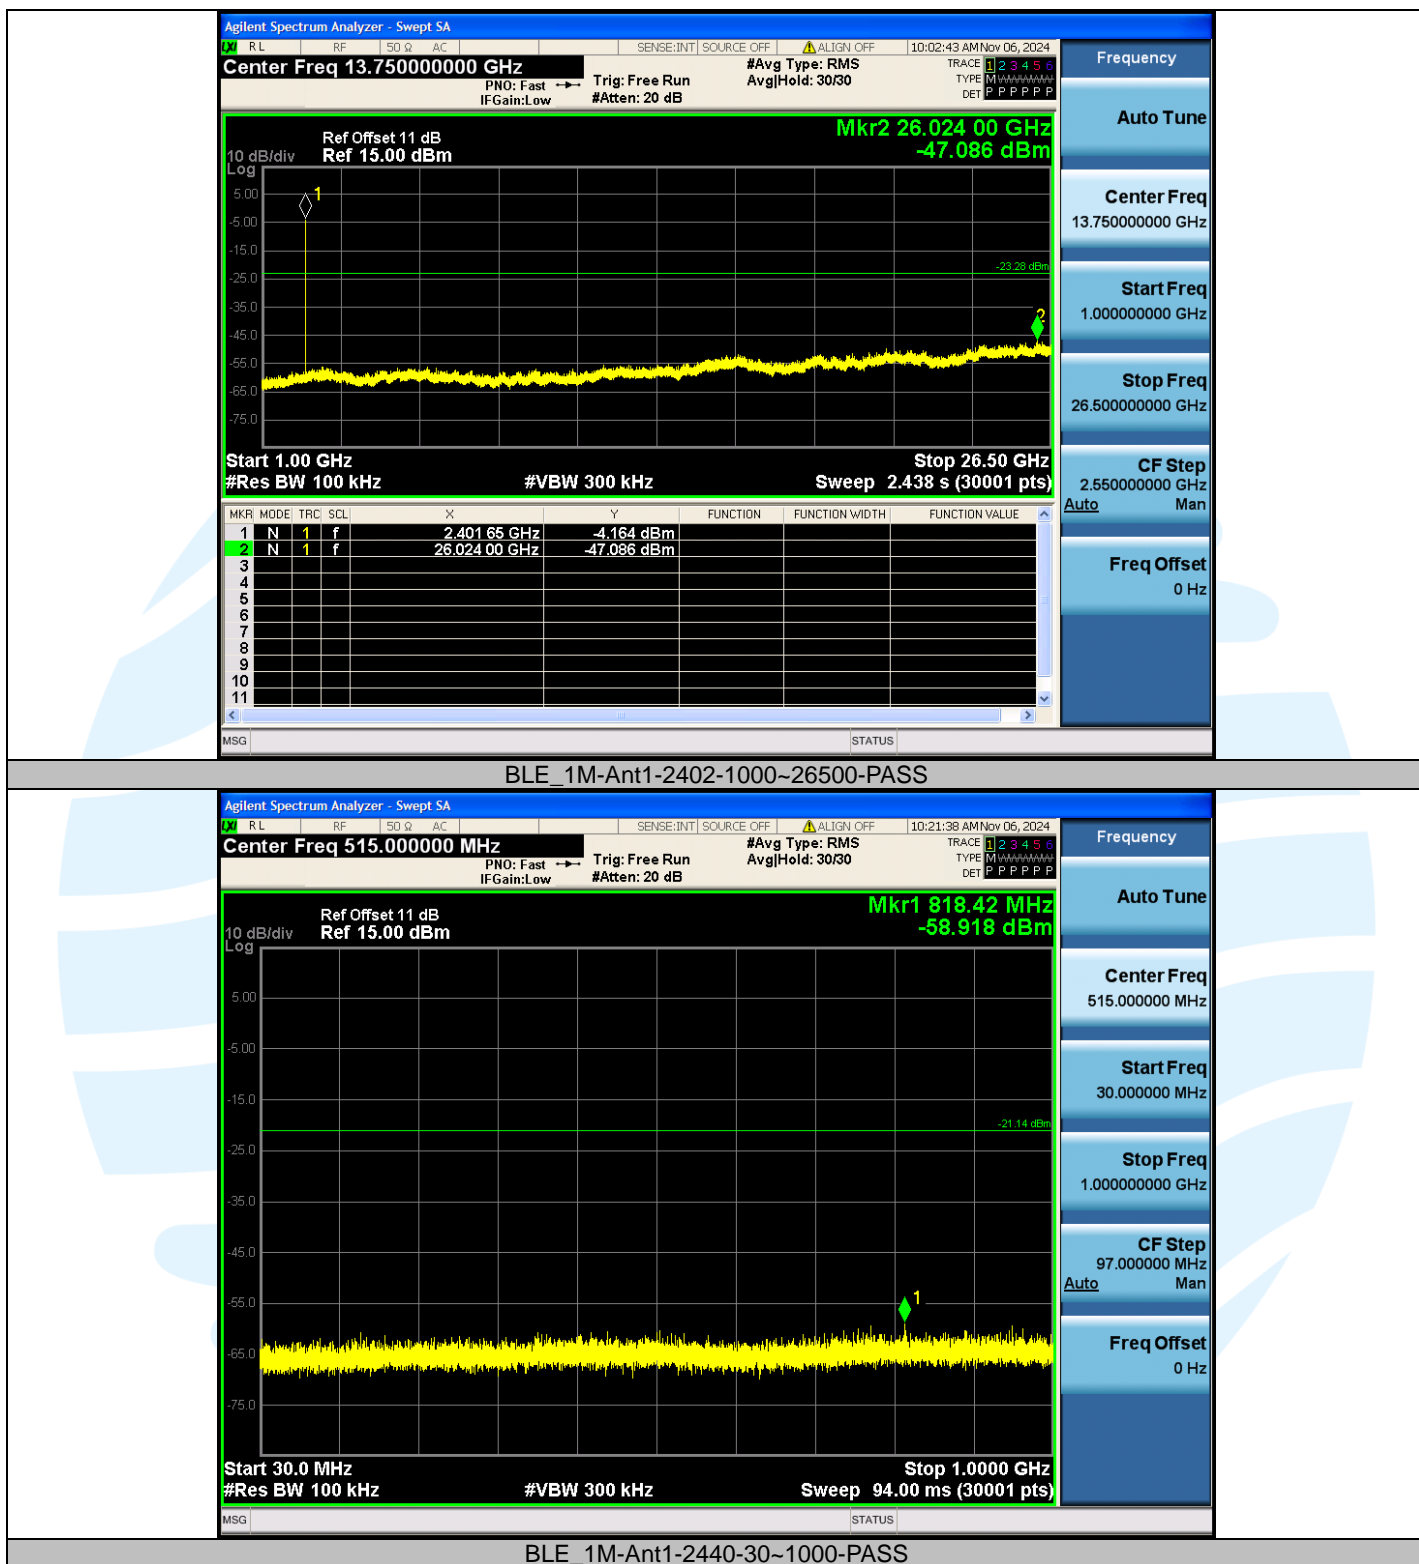 Agilent Spectrum Analyzer - Swept SA
LXI RL RF 50 Ω AC SENSE:INT SOURCE OFF ALIGN OFF 10:02:43 AM Nov 06, 2024
Center Freq 13.750000000 GHz
#Avg Type: RMS
TRACE 1 2 3 4 5 6
PNO: Fast Trig: Free Run Avg|Hold: 30/30
TYPE M
IFGain:Low #Atten: 20 dB
DET P P P P P P
Frequency
Auto Tune
Mkr2 26.024 00 GHz
-47.086 dBm
Ref Offset 11 dB
10 dB/div Ref 15.00 dBm
Log
5.00
-5.00
-15.0
-25.0
-35.0
-45.0
-55.0
-65.0
-75.0
1
-23.28 dBm
2
Start 1.00 GHz Stop 26.50 GHz
#Res BW 100 kHz #VBW 300 kHz Sweep 2.438 s (30001 pts)
Center Freq
13.750000000 GHz
Start Freq
1.000000000 GHz
Stop Freq
26.500000000 GHz
CF Step
2.550000000 GHz
Auto Man
Freq Offset
0 Hz
MKR MODE TRC SCL X Y FUNCTION FUNCTION WIDTH FUNCTION VALUE
1 N 1 f 2.401 65 GHz -4.164 dBm
2 N 1 f 26.024 00 GHz -47.086 dBm
3
4
5
6
7
8
9
10
11
MSG STATUS
BLE_1M-Ant1-2402-1000~26500-PASS
Agilent Spectrum Analyzer - Swept SA
LXI RL RF 50 Ω AC SENSE:INT SOURCE OFF ALIGN OFF 10:21:38 AM Nov 06, 2024
Center Freq 515.000000 MHz
#Avg Type: RMS
TRACE 1 2 3 4 5 6
PNO: Fast Trig: Free Run Avg|Hold: 30/30
TYPE M
IFGain:Low #Atten: 20 dB
DET P P P P P P
Frequency
Auto Tune
Mkr1 818.42 MHz
-58.918 dBm
Ref Offset 11 dB
10 dB/div Ref 15.00 dBm
Log
5.00
-5.00
-15.0
-25.0
-35.0
-45.0
-55.0
-65.0
-75.0
-21.14 dBm
1
Start 30.0 MHz Stop 1.0000 GHz
#Res BW 100 kHz #VBW 300 kHz Sweep 94.00 ms (30001 pts)
Center Freq
515.000000 MHz
Start Freq
30.000000 MHz
Stop Freq
1.000000000 GHz
CF Step
97.000000 MHz
Auto Man
Freq Offset
0 Hz
MSG STATUS
BLE_1M-Ant1-2440-30~1000-PASS